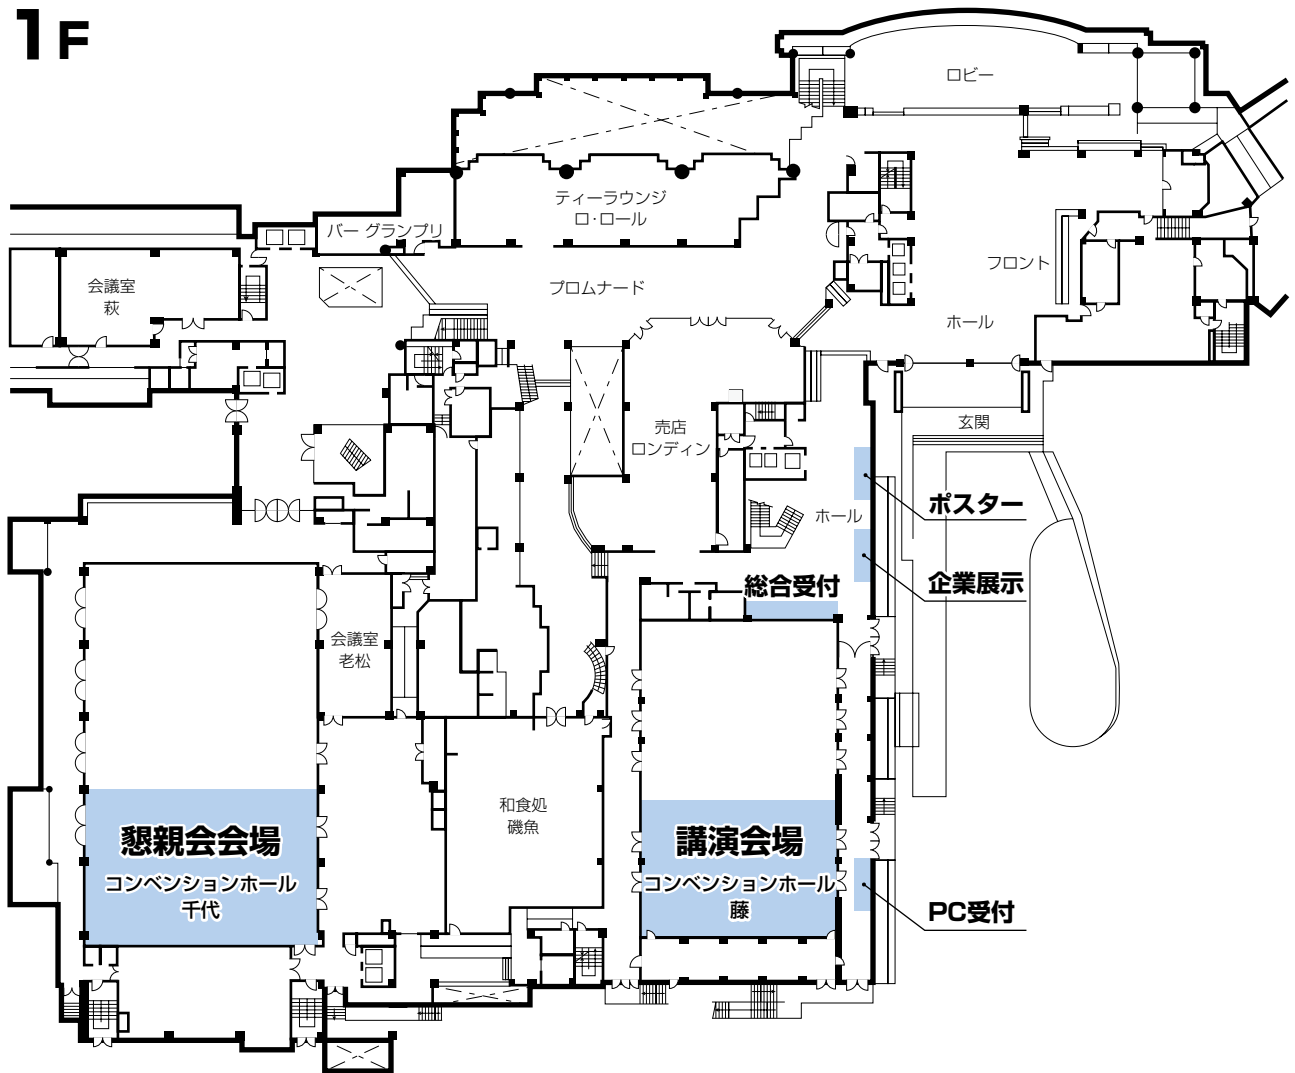 1F
ロビー
ティーラウンジ
ロ・ロール
バー グランプリ
会議室
萩
プロムナード
フロント
ホール
玄関
売店
ロンディン
ポスター
ホール
企業展示
総合受付
会議室
老松
和食処
磯魚
懇親会会場
コンベンションホール
千代
講演会場
コンベンションホール
藤
PC受付